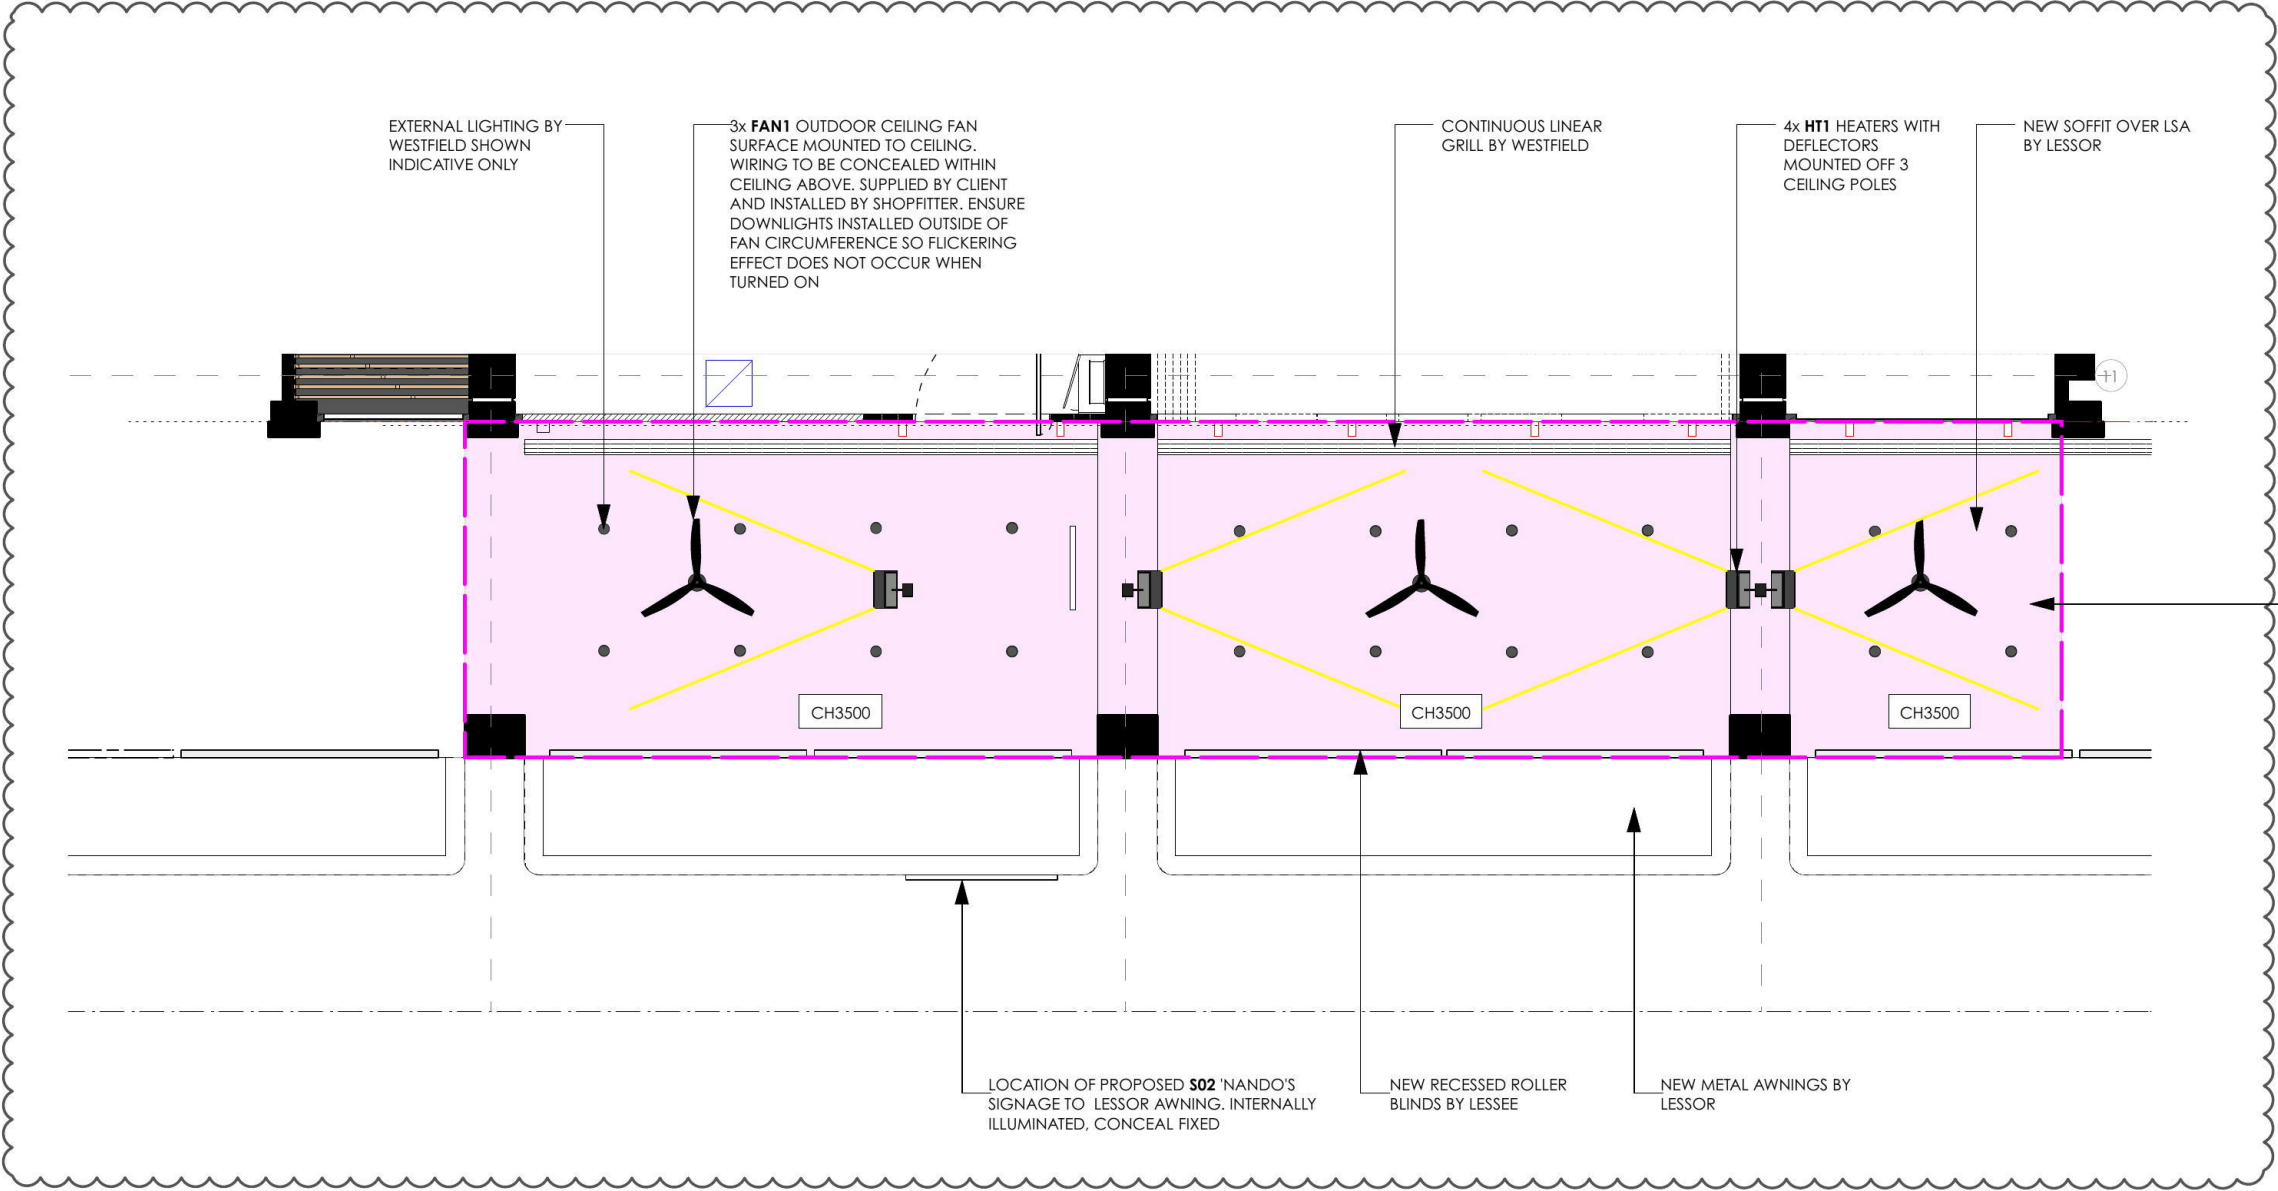 EXTERNAL LIGHTING BY
WESTFIELD SHOWN
INDICATIVE ONLY
3x FAN1 OUTDOOR CEILING FAN
SURFACE MOUNTED TO CEILING.
WIRING TO BE CONCEALED WITHIN
CEILING ABOVE. SUPPLIED BY CLIENT
AND INSTALLED BY SHOPFITTER. ENSURE
DOWNLIGHTS INSTALLED OUTSIDE OF
FAN CIRCUMFERENCE SO FLICKERING
EFFECT DOES NOT OCCUR WHEN
TURNED ON
CONTINUOUS LINEAR
GRILL BY WESTFIELD
4x HT1 HEATERS WITH
DEFLECTORS
MOUNTED OFF 3
CEILING POLES
NEW SOFFIT OVER LSA
BY LESSOR
CH3500
CH3500
CH3500
LOCATION OF PROPOSED S02 'NANDO'S
SIGNAGE TO LESSOR AWNING. INTERNALLY
ILLUMINATED, CONCEAL FIXED
NEW RECESSED ROLLER
BLINDS BY LESSEE
NEW METAL AWNINGS BY
LESSOR